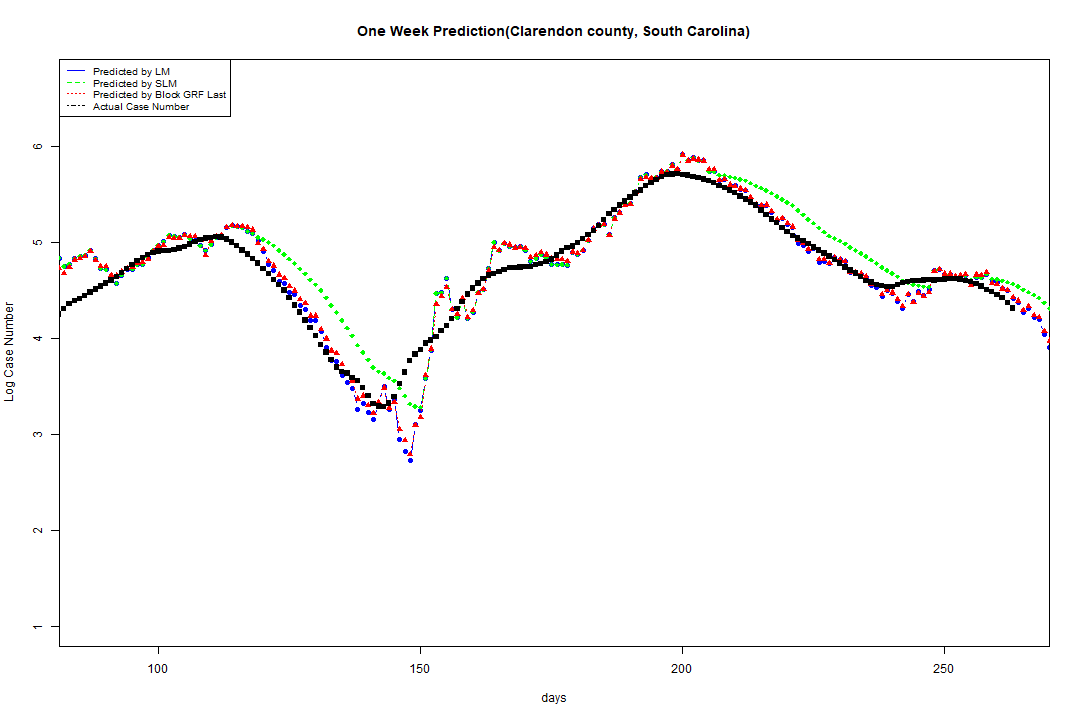 One Week Prediction(Clarendon county, South Carolina)
Predicted by LM
Predicted by SLM
Predicted by Block GRF Last
Actual Case Number
Log Case Number
6
5
4
3
2
1
100 150 200 250
days